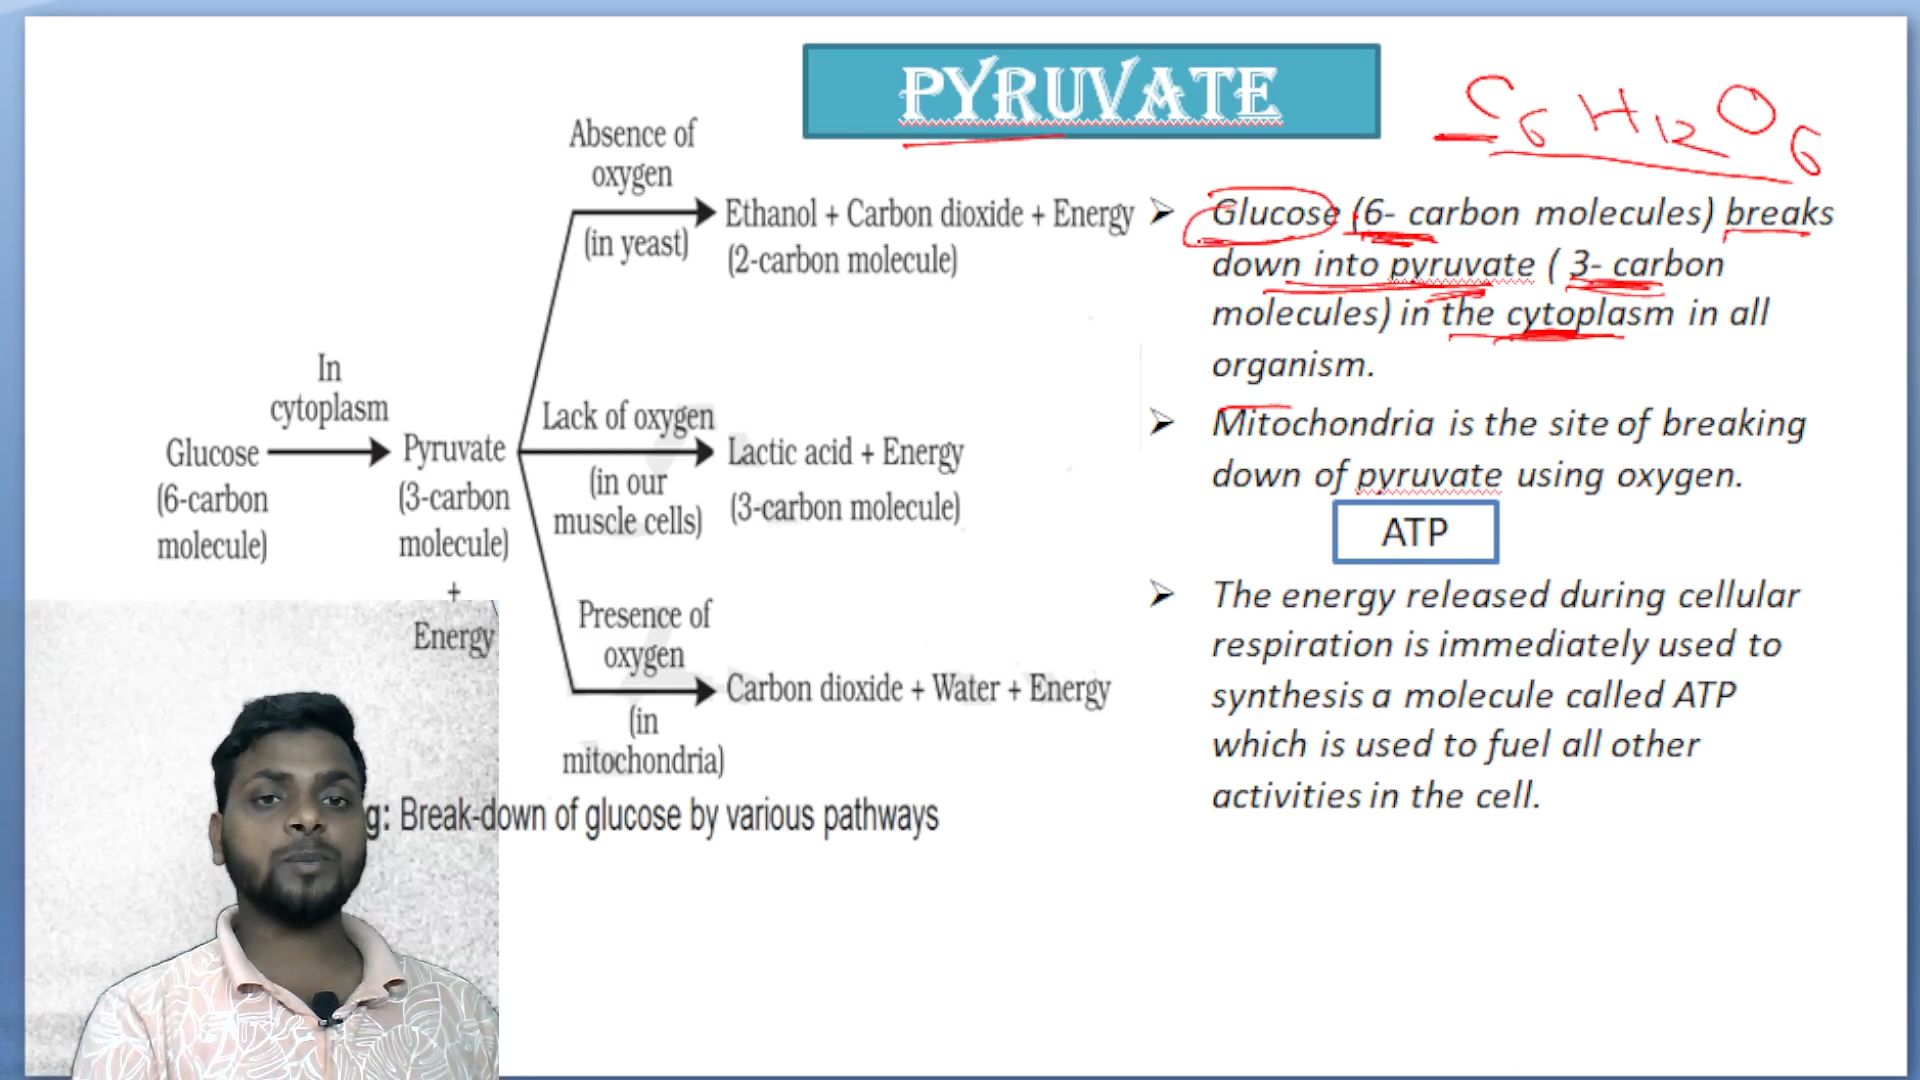 PYRUVATE
C6H12O6
Absence of
oxygen
(in yeast)
Ethanol + Carbon dioxide + Energy
(2-carbon molecule)
In
cytoplasm
Glucose
(6-carbon
molecule)
Pyruvate
(3-carbon
molecule)
+
Energy
Lack of oxygen
(in our
muscle cells)
Lactic acid + Energy
(3-carbon molecule)
Presence of
oxygen
(in
mitochondria)
Carbon dioxide + Water + Energy
g: Break-down of glucose by various pathways
➢ Glucose (6- carbon molecules) breaks
down into pyruvate ( 3- carbon
molecules) in the cytoplasm in all
organism.
➢ Mitochondria is the site of breaking
down of pyruvate using oxygen.
ATP
➢ The energy released during cellular
respiration is immediately used to
synthesis a molecule called ATP
which is used to fuel all other
activities in the cell.